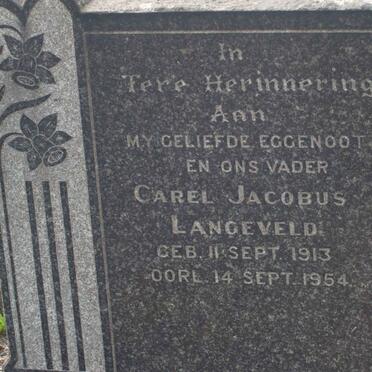 In
Tere Herinnering
Aan
MY GELIEFDE EGGENOOT
EN ONS VADER
CAREL JACOBUS
LANGEVELD
GEB. 11 SEPT. 1913
OORL. 14 SEPT. 1954.